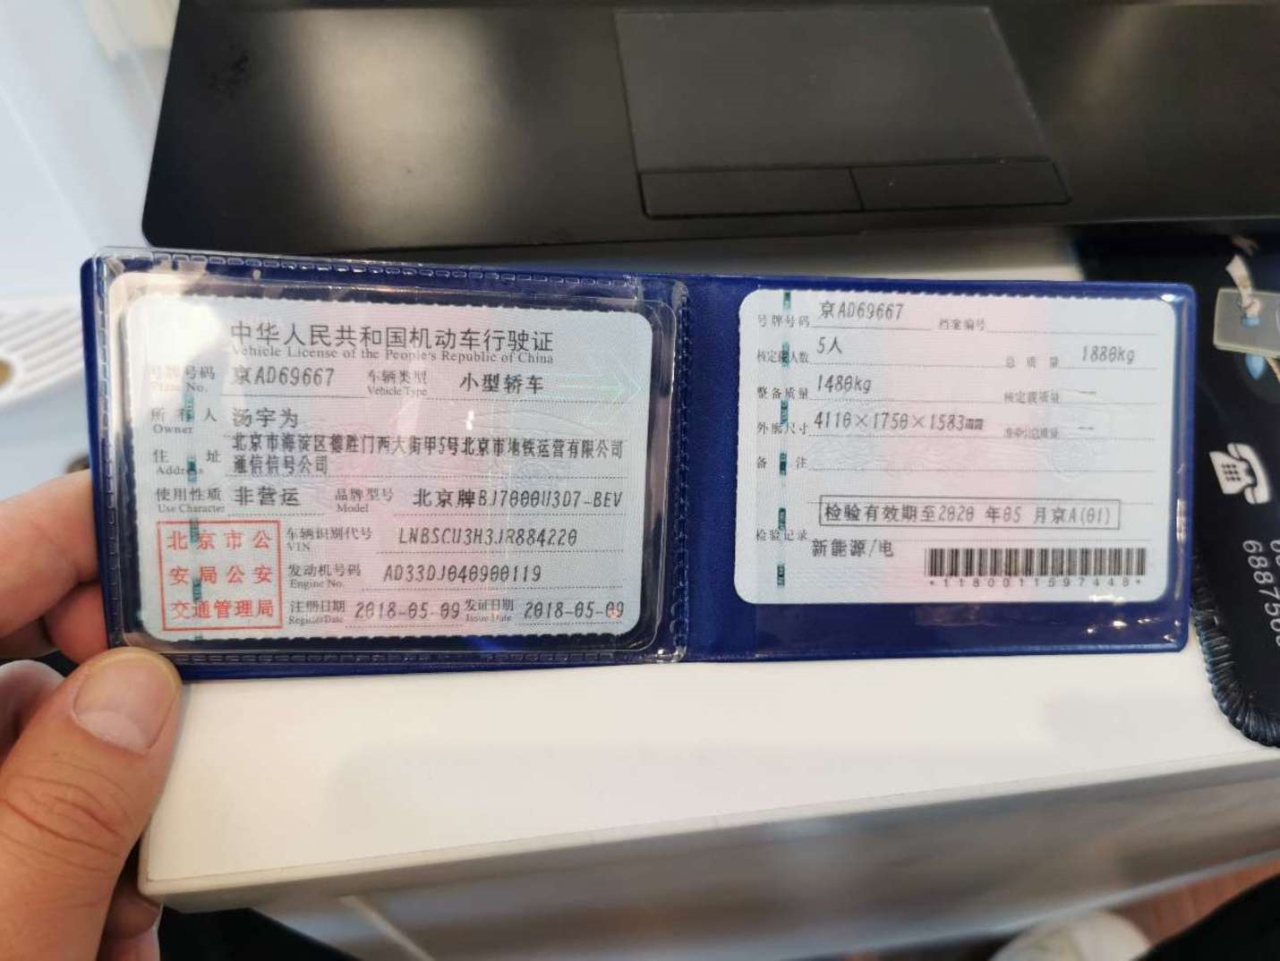 中华人民共和国机动车行驶证
Vehicle License of the People's Republic of China
号牌号码 京AD69667 车辆类型 小型轿车
Plate No. Vehicle Type
所有人 汤宇为
Owner
住址 北京市海淀区德胜门西大街甲5号北京市地铁运营有限公司
Address 通信信号公司
使用性质 非营运 品牌型号 北京牌BJ7000U3D7-BEV
Use Character Model
北京市公
安局公安
交通管理局
车辆识别代号 LNBSCU3H3JR884220
VIN
发动机号码 AD33DJ040900119
Engine No.
注册日期 2018-05-09 发证日期 2018-05-09
Register Date Issue Date
号牌号码 京AD69667 档案编号
核定载人数 5人 总质量 1880kg
整备质量 1480kg 核定载质量 --
外廓尺寸 4110×1750×1583mm 准牵引总质量 --
备注
检验有效期至2020 年05 月京A(01)
检验记录 新能源/电
*1180011597448*